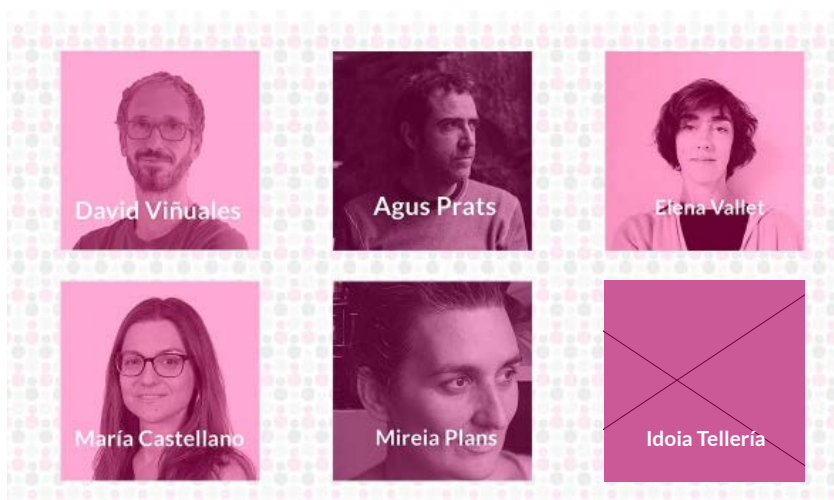 David Viñuales
Agus Prats
Elena Vallet
María Castellano
Mireia Plans
Idoia Tellería